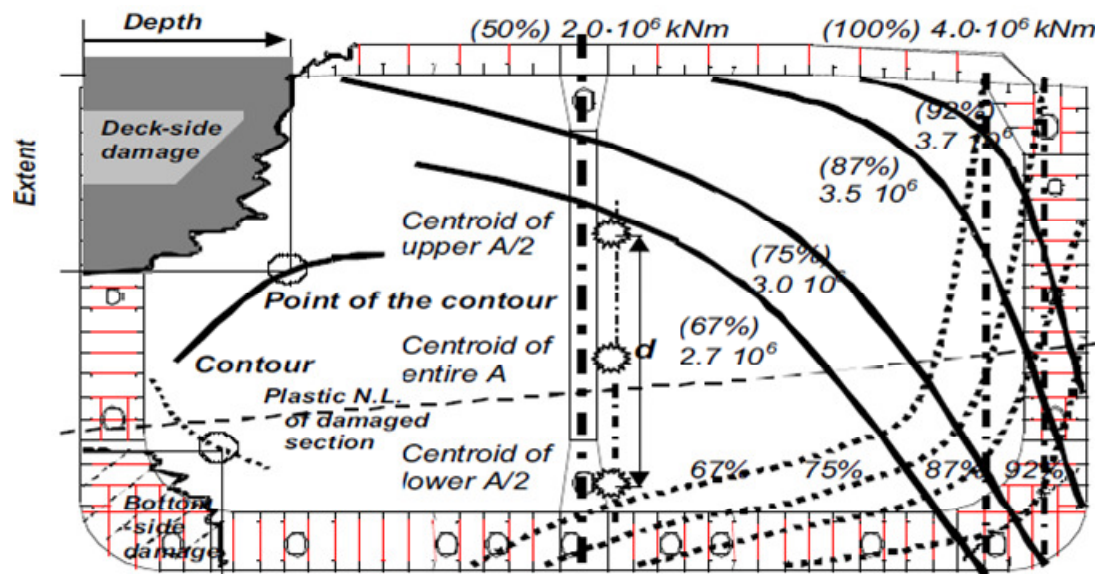 Depth
(50%) 2.0·10⁶ kNm
(100%) 4.0·10⁶ kNm
Extent
Deck-side
damage
(92%)
3.7 10⁶
(87%)
3.5 10⁶
Centroid of
upper A/2
(75%)
3.0 10⁶
Point of the contour
(67%)
2.7 10⁶
Contour
Centroid of
entire A
d
Plastic N.L.
of damaged
section
Centroid of
lower A/2
67%
75%
87%
92%
Bottom
-side
damage